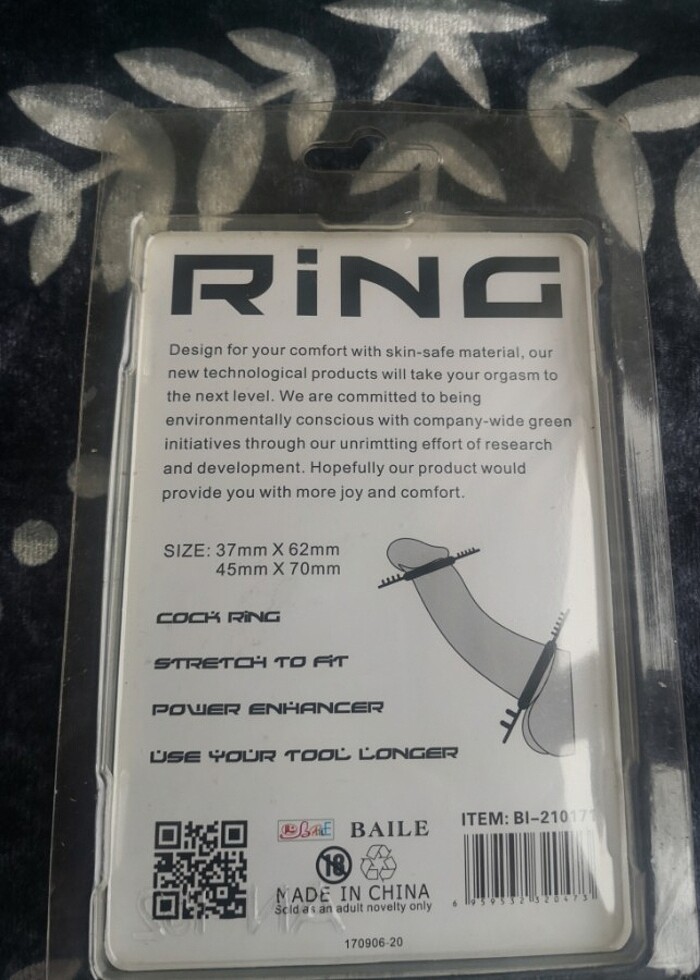 RiNG
Design for your comfort with skin-safe material, our
new technological products will take your orgasm to
the next level. We are committed to being
environmentally conscious with company-wide green
initiatives through our unrimtting effort of research
and development. Hopefully our product would
provide you with more joy and comfort.
SIZE: 37mm X 62mm
45mm X 70mm
COCK RiNG
STRETCH TO FiT
POWER ENHANCER
USE YOUR TOOL LONGER
BAILE
ITEM: BI-210171
18
MADE IN CHINA
Sold as an adult novelty only
6 959532 320473
170906-20